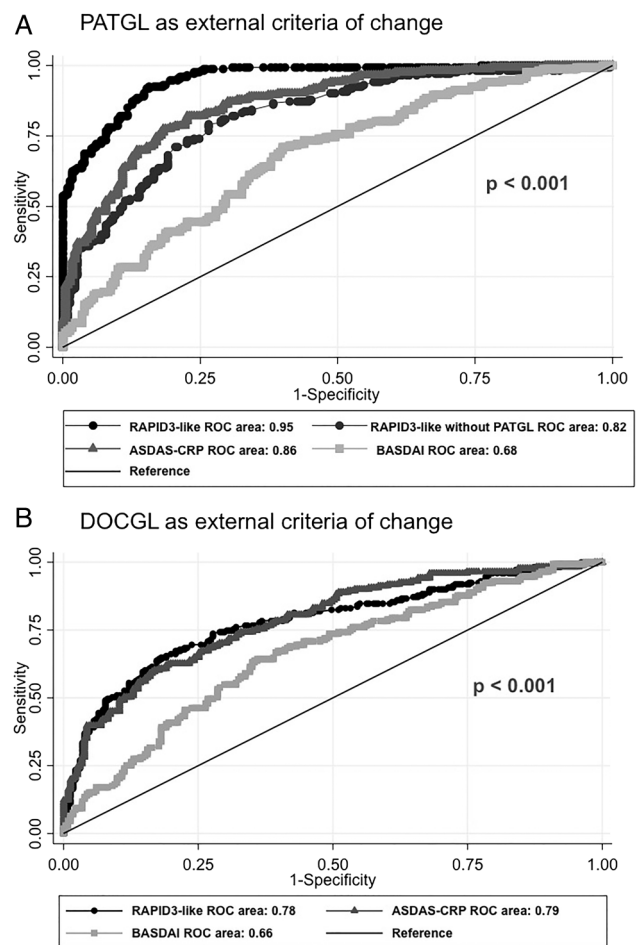 A
PATGL as external criteria of change
1.00
0.75
0.50
0.25
0.00
Sensitivity
p < 0.001
0.00 0.25 0.50 0.75 1.00
1-Specificity
RAPID3-like ROC area: 0.95 RAPID3-like without PATGL ROC area: 0.82
ASDAS-CRP ROC area: 0.86 BASDAI ROC area: 0.68
Reference
B
DOCGL as external criteria of change
1.00
0.75
0.50
0.25
0.00
Sensitivity
p < 0.001
0.00 0.25 0.50 0.75 1.00
1-Specificity
RAPID3-like ROC area: 0.78 ASDAS-CRP ROC area: 0.79
BASDAI ROC area: 0.66 Reference